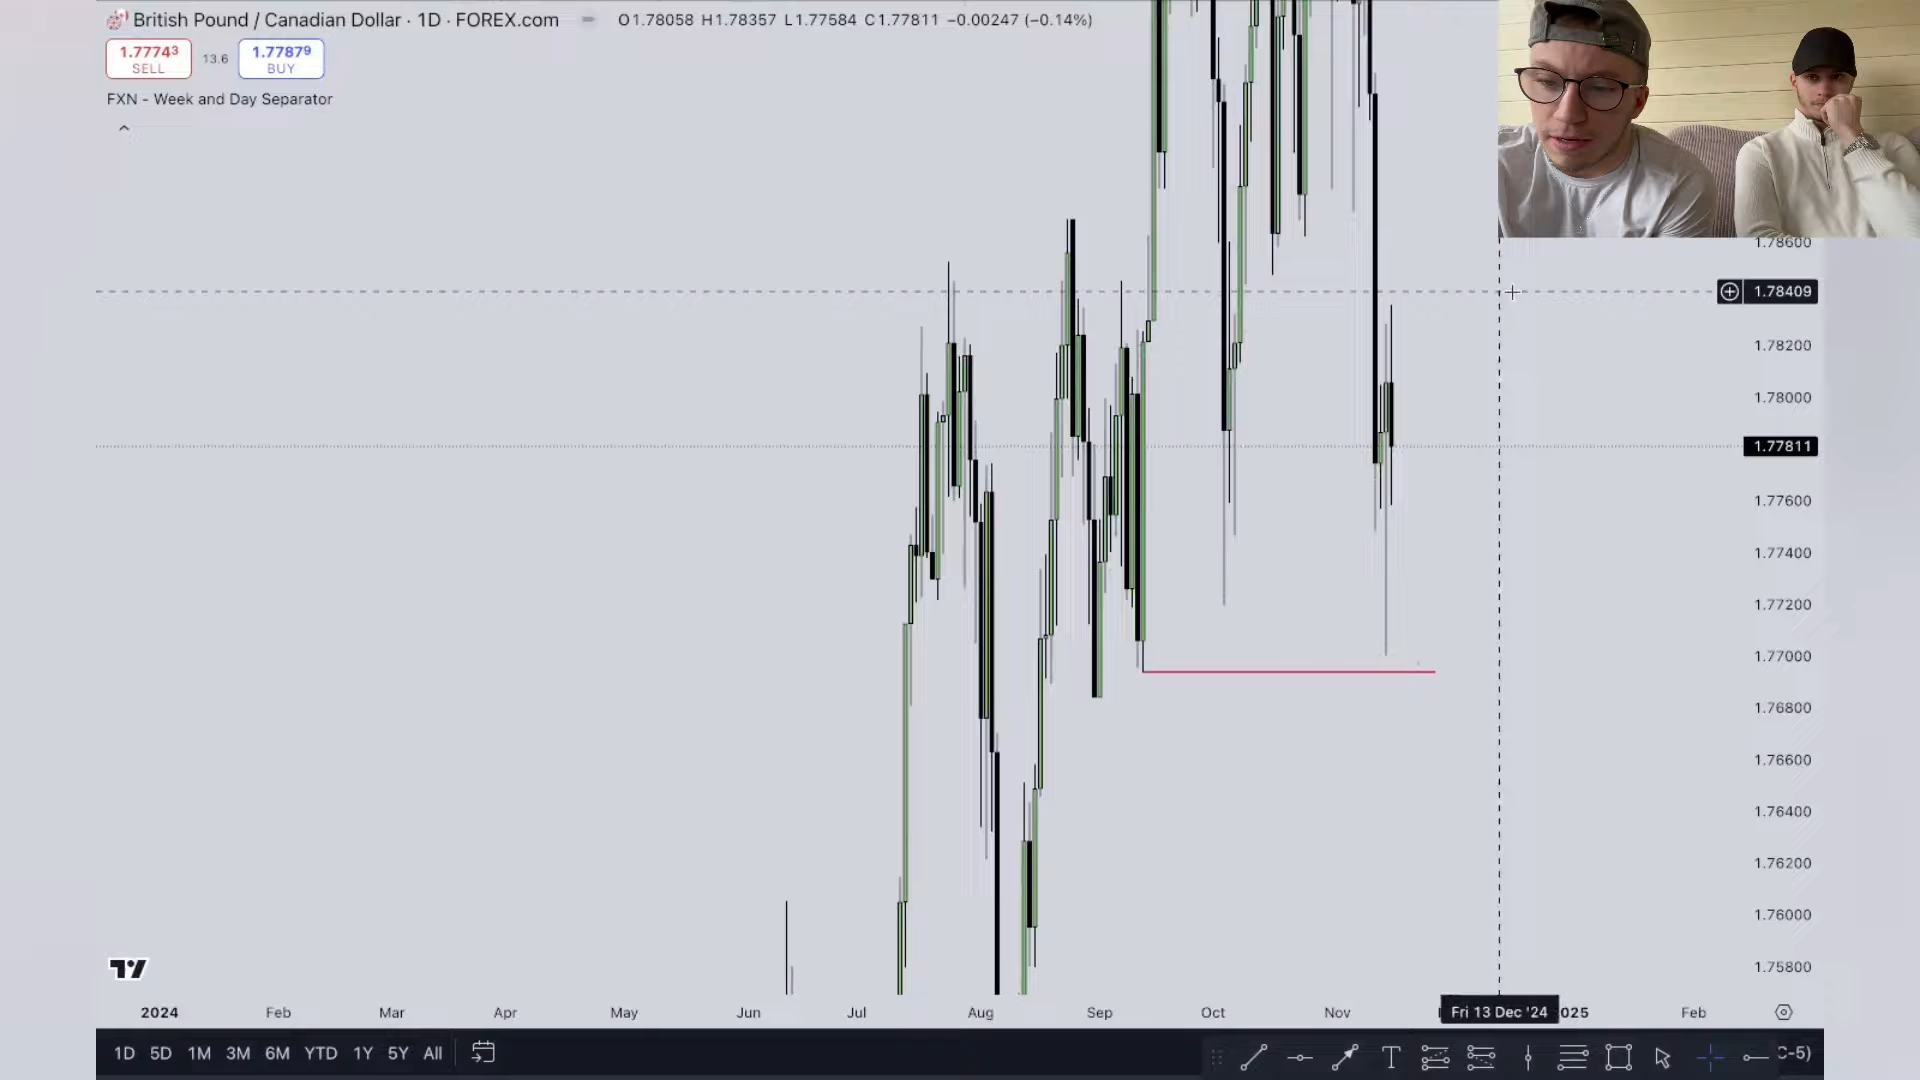 British Pound / Canadian Dollar · 1D · FOREX.com O1.78058 H1.78357 L1.77584 C1.77811 −0.00247 (−0.14%)
1.77743 13.6 1.77879
SELL BUY
FXN - Week and Day Separator
1.78600
1.78409
1.78200
1.78000
1.77811
1.77600
1.77400
1.77200
1.77000
1.76800
1.76600
1.76400
1.76200
1.76000
1.75800
2024 Feb Mar Apr May Jun Jul Aug Sep Oct Nov Fri 13 Dec '24 025 Feb
1D 5D 1M 3M 6M YTD 1Y 5Y All C-5)